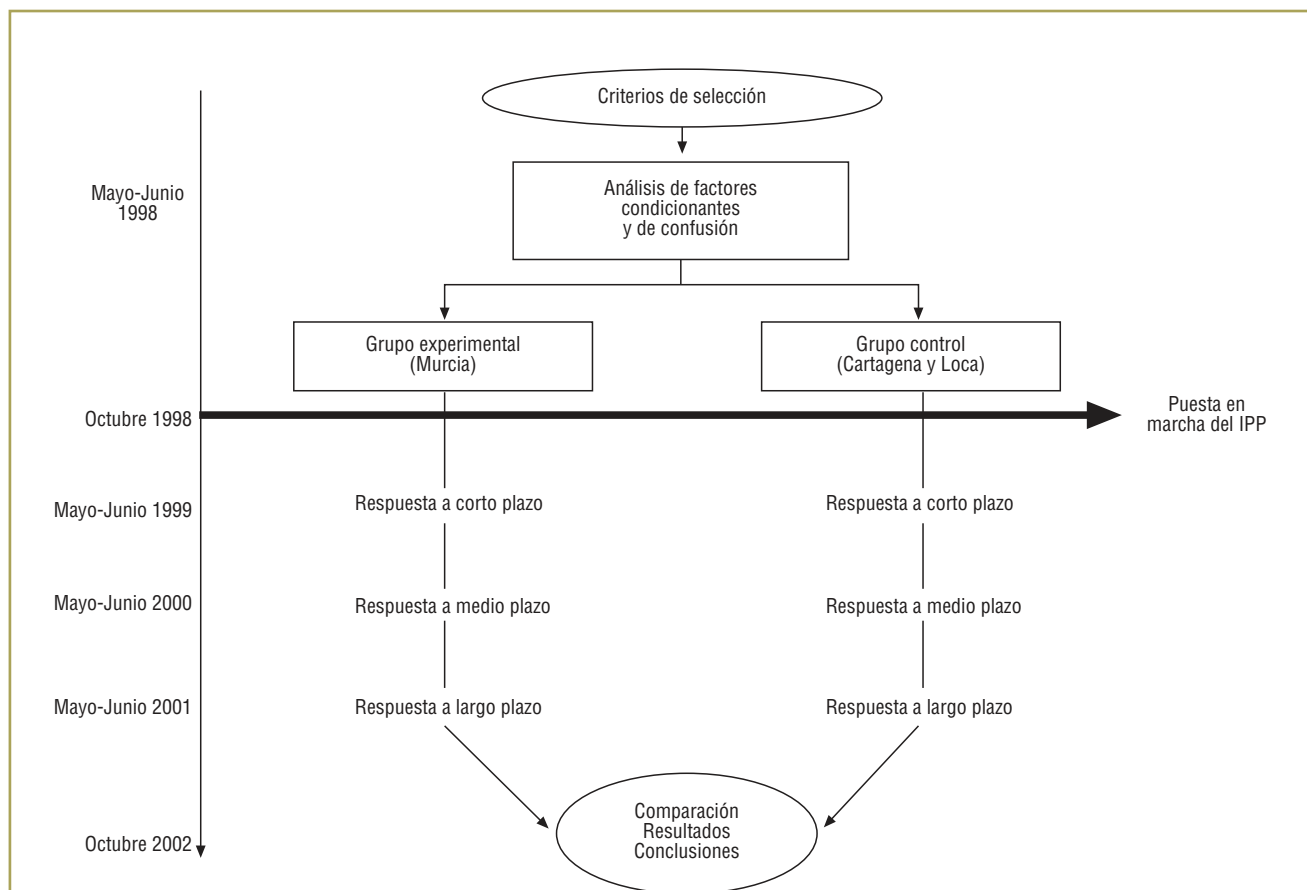 Criterios de selección
Mayo-Junio
1998
Análisis de factores
condicionantes
y de confusión
Grupo experimental
(Murcia)
Grupo control
(Cartagena y Loca)
Octubre 1998
Puesta en
marcha del IPP
Mayo-Junio 1999
Respuesta a corto plazo
Respuesta a corto plazo
Mayo-Junio 2000
Respuesta a medio plazo
Respuesta a medio plazo
Mayo-Junio 2001
Respuesta a largo plazo
Respuesta a largo plazo
Comparación
Resultados
Conclusiones
Octubre 2002